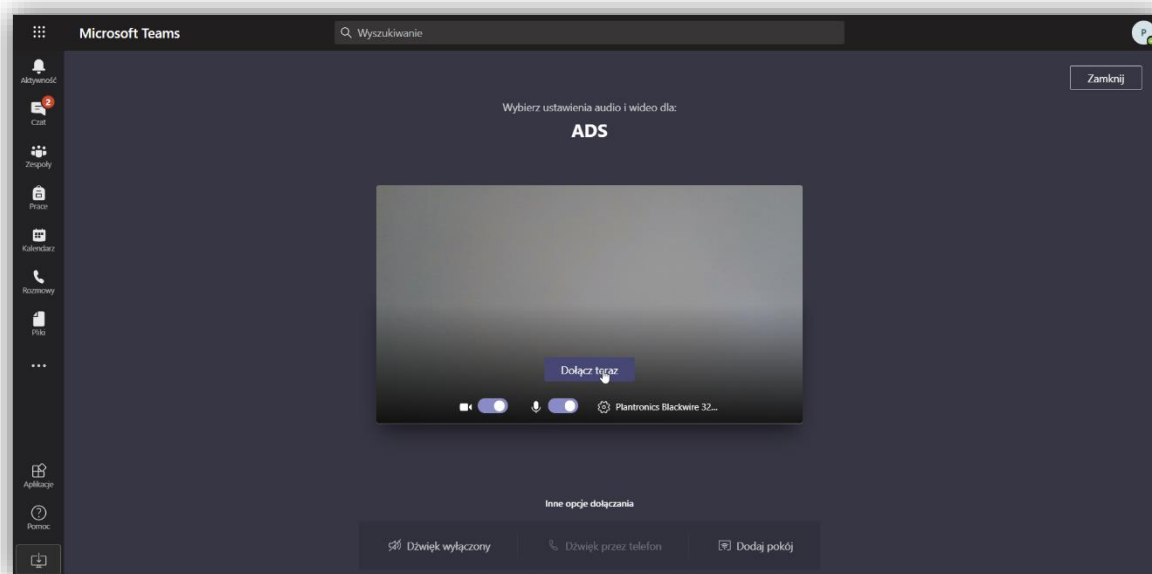 Microsoft Teams
Wyszukiwanie
P
Aktywność
2
Czat
Zespoły
Prace
Kalendarz
Rozmowy
Pliki
Aplikacje
Pomoc
Zamknij
Wybierz ustawienia audio i wideo dla:
ADS
Dołącz teraz
Plantronics Blackwire 32...
Inne opcje dołączania
Dźwięk wyłączony
Dźwięk przez telefon
Dodaj pokój